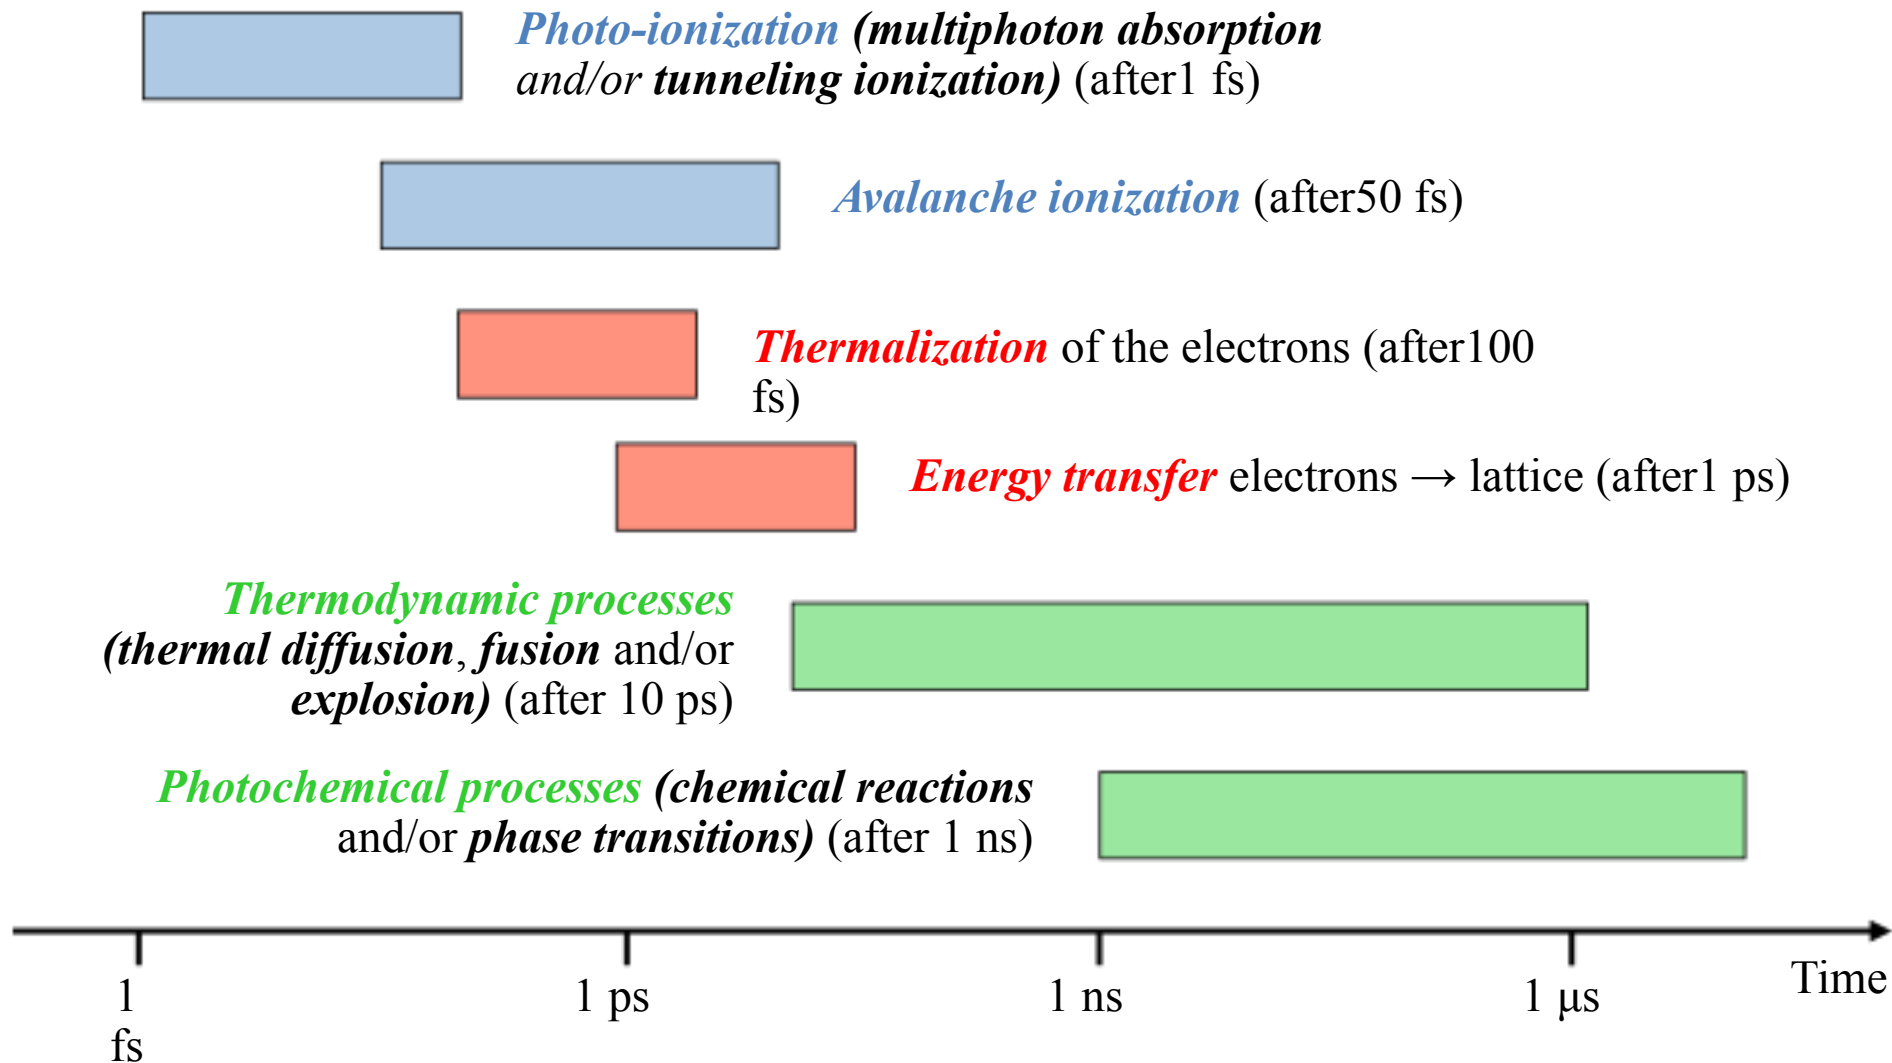 Photo-ionization (multiphoton absorption
and/or tunneling ionization) (after1 fs)
Avalanche ionization (after50 fs)
Thermalization of the electrons (after100
fs)
Energy transfer electrons → lattice (after1 ps)
Thermodynamic processes
(thermal diffusion, fusion and/or
explosion) (after 10 ps)
Photochemical processes (chemical reactions
and/or phase transitions) (after 1 ns)
1
fs
1 ps
1 ns
1 μs
Time